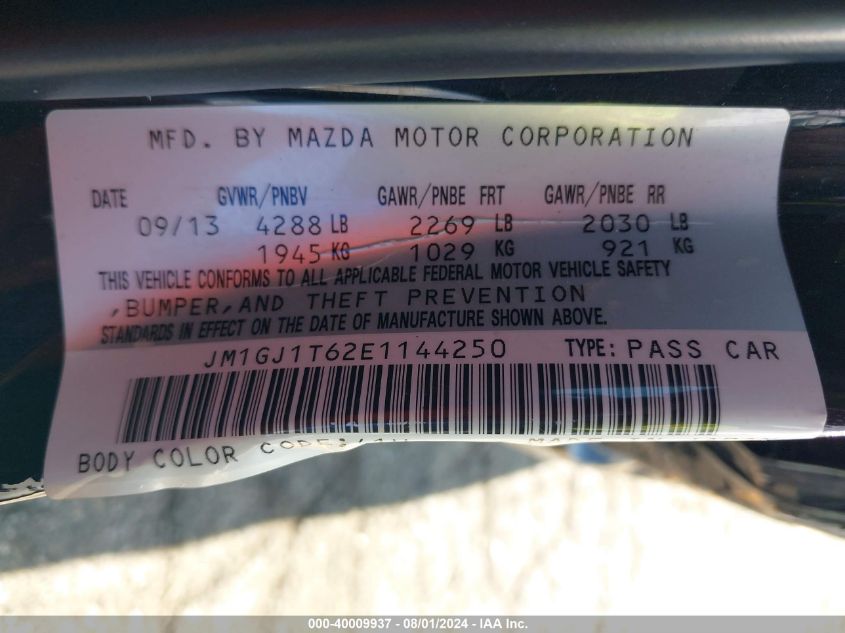 MFD. BY MAZDA MOTOR CORPORATION
DATE GVWR/PNBV GAWR/PNBE FRT GAWR/PNBE RR
09/13 4288 LB 2269 LB 2030 LB
1945 KG 1029 KG 921 KG
THIS VEHICLE CONFORMS TO ALL APPLICABLE FEDERAL MOTOR VEHICLE SAFETY
,BUMPER,AND THEFT PREVENTION
STANDARDS IN EFFECT ON THE DATE OF MANUFACTURE SHOWN ABOVE.
JM1GJ1T62E1144250 TYPE: PASS CAR
BODY COLOR CODE:
000-40009937 - 08/01/2024 - IAA Inc.